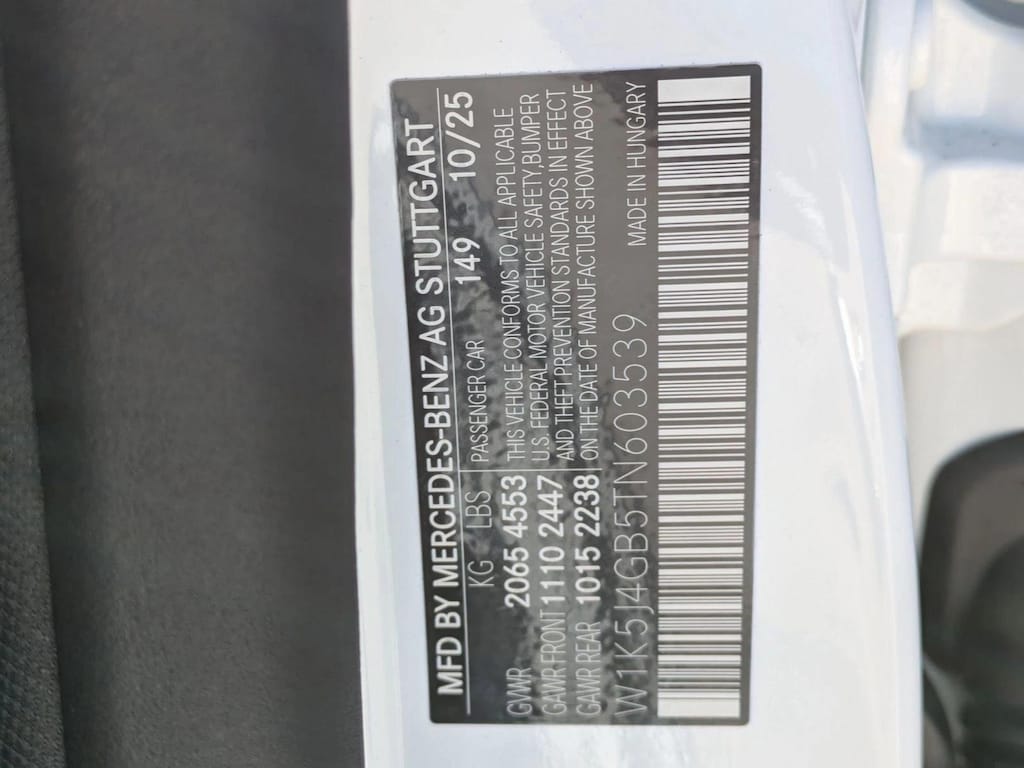 MFD BY MERCEDES-BENZ AG STUTTGART
KG LBS PASSENGER CAR 149 10/25
GVWR 2065 4553 THIS VEHICLE CONFORMS TO ALL APPLICABLE
GAWR FRONT 1110 2447 U.S. FEDERAL MOTOR VEHICLE SAFETY,BUMPER
GAWR REAR 1015 2238 AND THEFT PREVENTION STANDARDS IN EFFECT
ON THE DATE OF MANUFACTURE SHOWN ABOVE
W1K5J4GB5TN603539 MADE IN HUNGARY